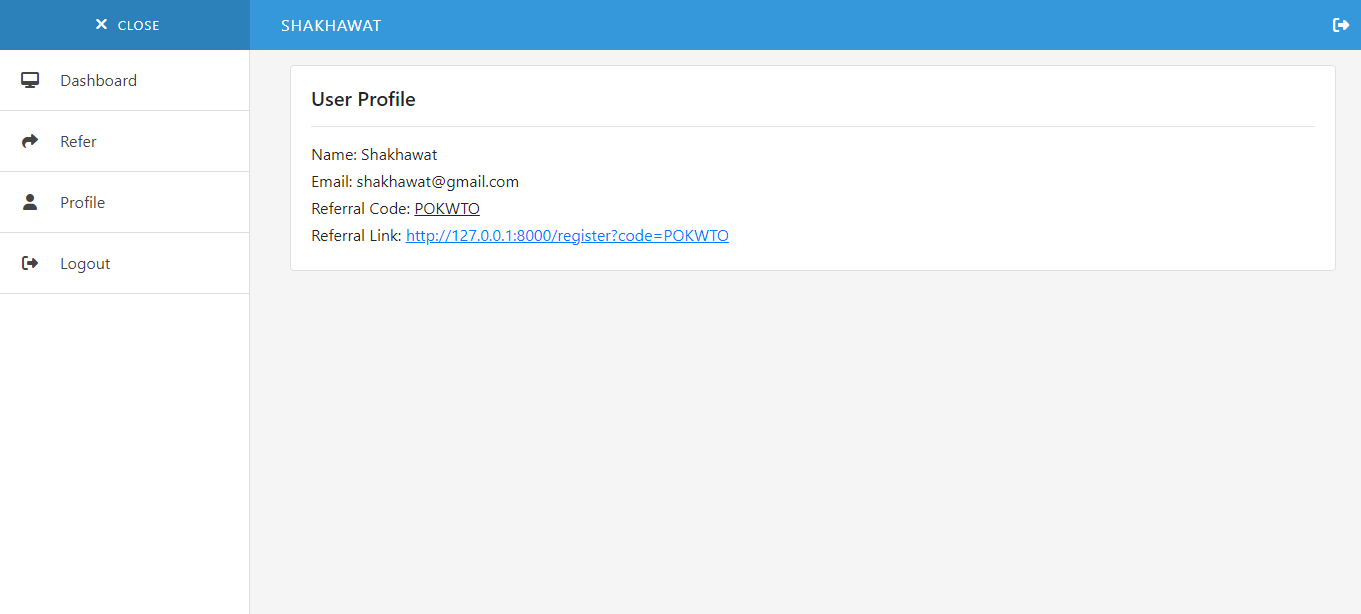 CLOSE
SHAKHAWAT
Dashboard
Refer
Profile
Logout
User Profile
Name: Shakhawat
Email: shakhawat@gmail.com
Referral Code: POKWTO
Referral Link: http://127.0.0.1:8000/register?code=POKWTO